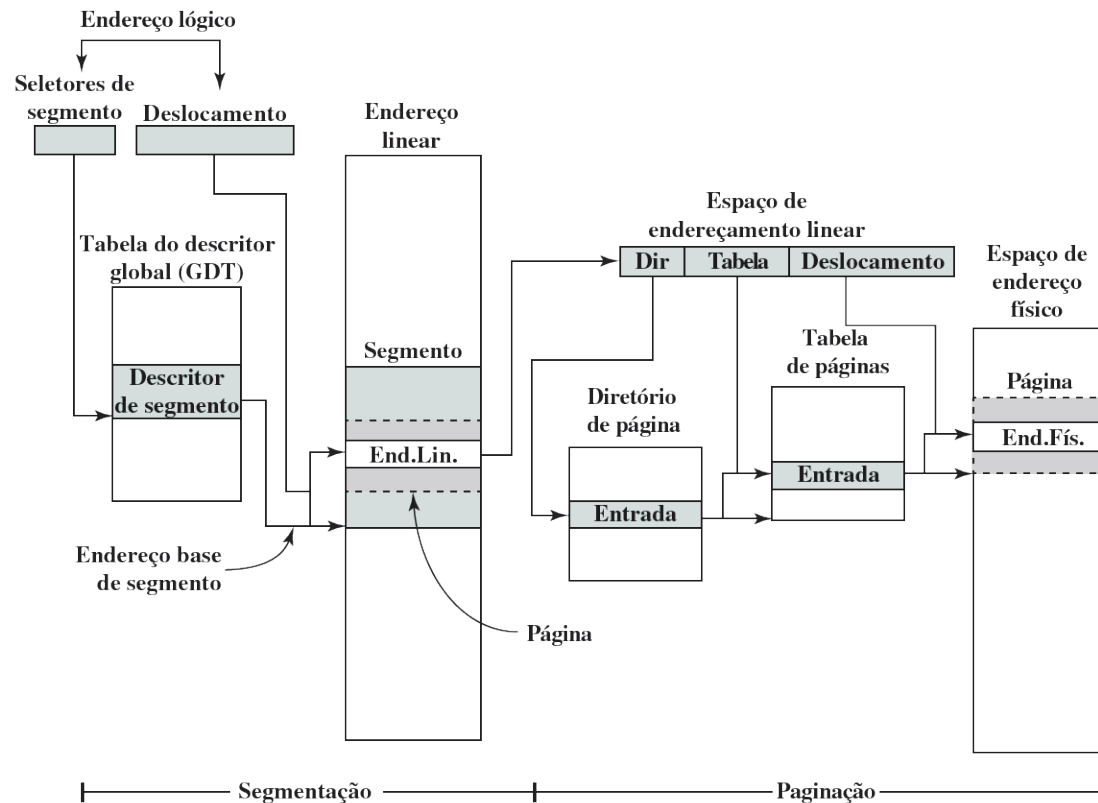 Endereço lógico
Seletores de
segmento
Deslocamento
Endereço
linear
Tabela do descritor
global (GDT)
Descritor
de segmento
Endereço base
de segmento
Segmento
End.Lin.
Página
Espaço de
endereçamento linear
Dir
Tabela
Deslocamento
Diretório
de página
Entrada
Tabela
de páginas
Entrada
Espaço de
endereço
físico
Página
End.Fís.
Segmentação
Paginação